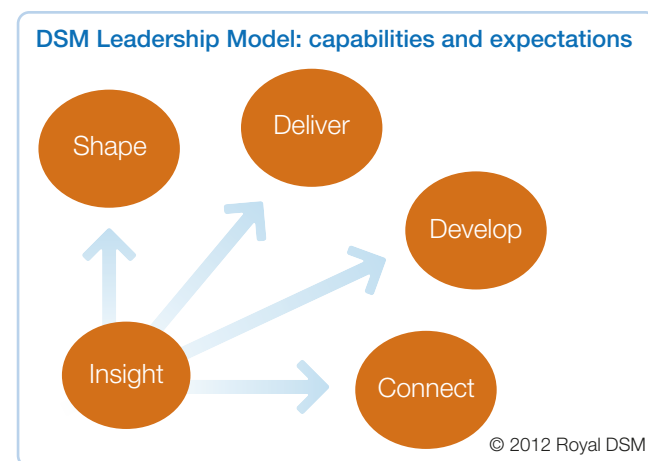 DSM Leadership Model: capabilities and expectations
Deliver
Shape
Develop
Insight
Connect
© 2012 Royal DSM